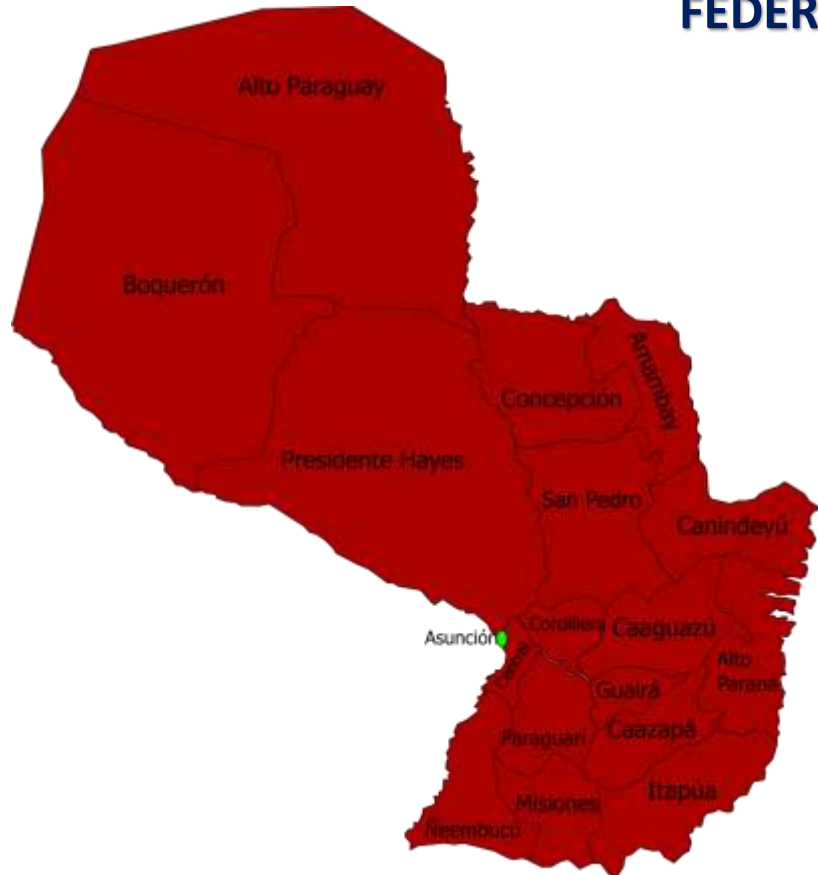 FEDER
Alto Paraguay
Boquerón
Amambay
Concepción
Presidente Hayes
San Pedro
Canindeyú
Cordillera
Caaguazú
Asunción
Central
Alto
Parana
Guairá
Caazapá
Paraguarí
Itapúa
Misiones
Ñeembucú